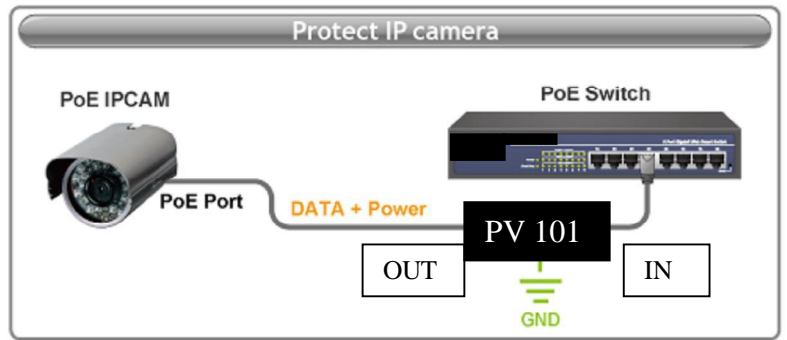 Protect IP camera
PoE IPCAM
PoE Switch
PoE Port
DATA + Power
PV 101
OUT
IN
GND